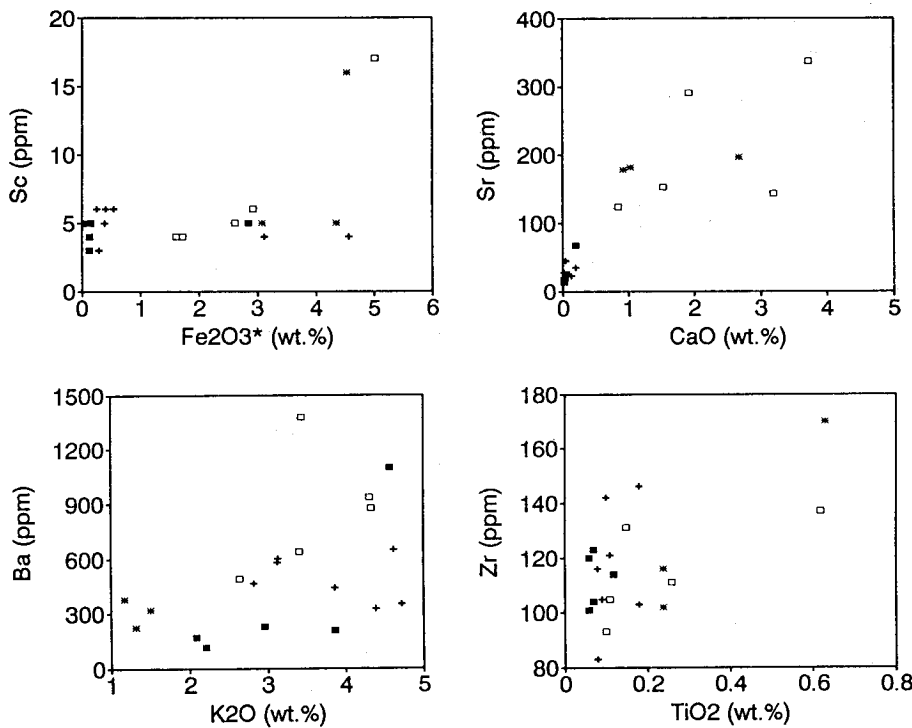 20
15
10
5
0
Sc (ppm)
0 1 2 3 4 5 6
Fe2O3* (wt.%)
400
300
200
100
0
Sr (ppm)
0 1 2 3 4 5
CaO (wt.%)
1500
1200
900
600
300
0
Ba (ppm)
1 2 3 4 5
K2O (wt.%)
180
160
140
120
100
80
Zr (ppm)
0 0.2 0.4 0.6 0.8
TiO2 (wt.%)